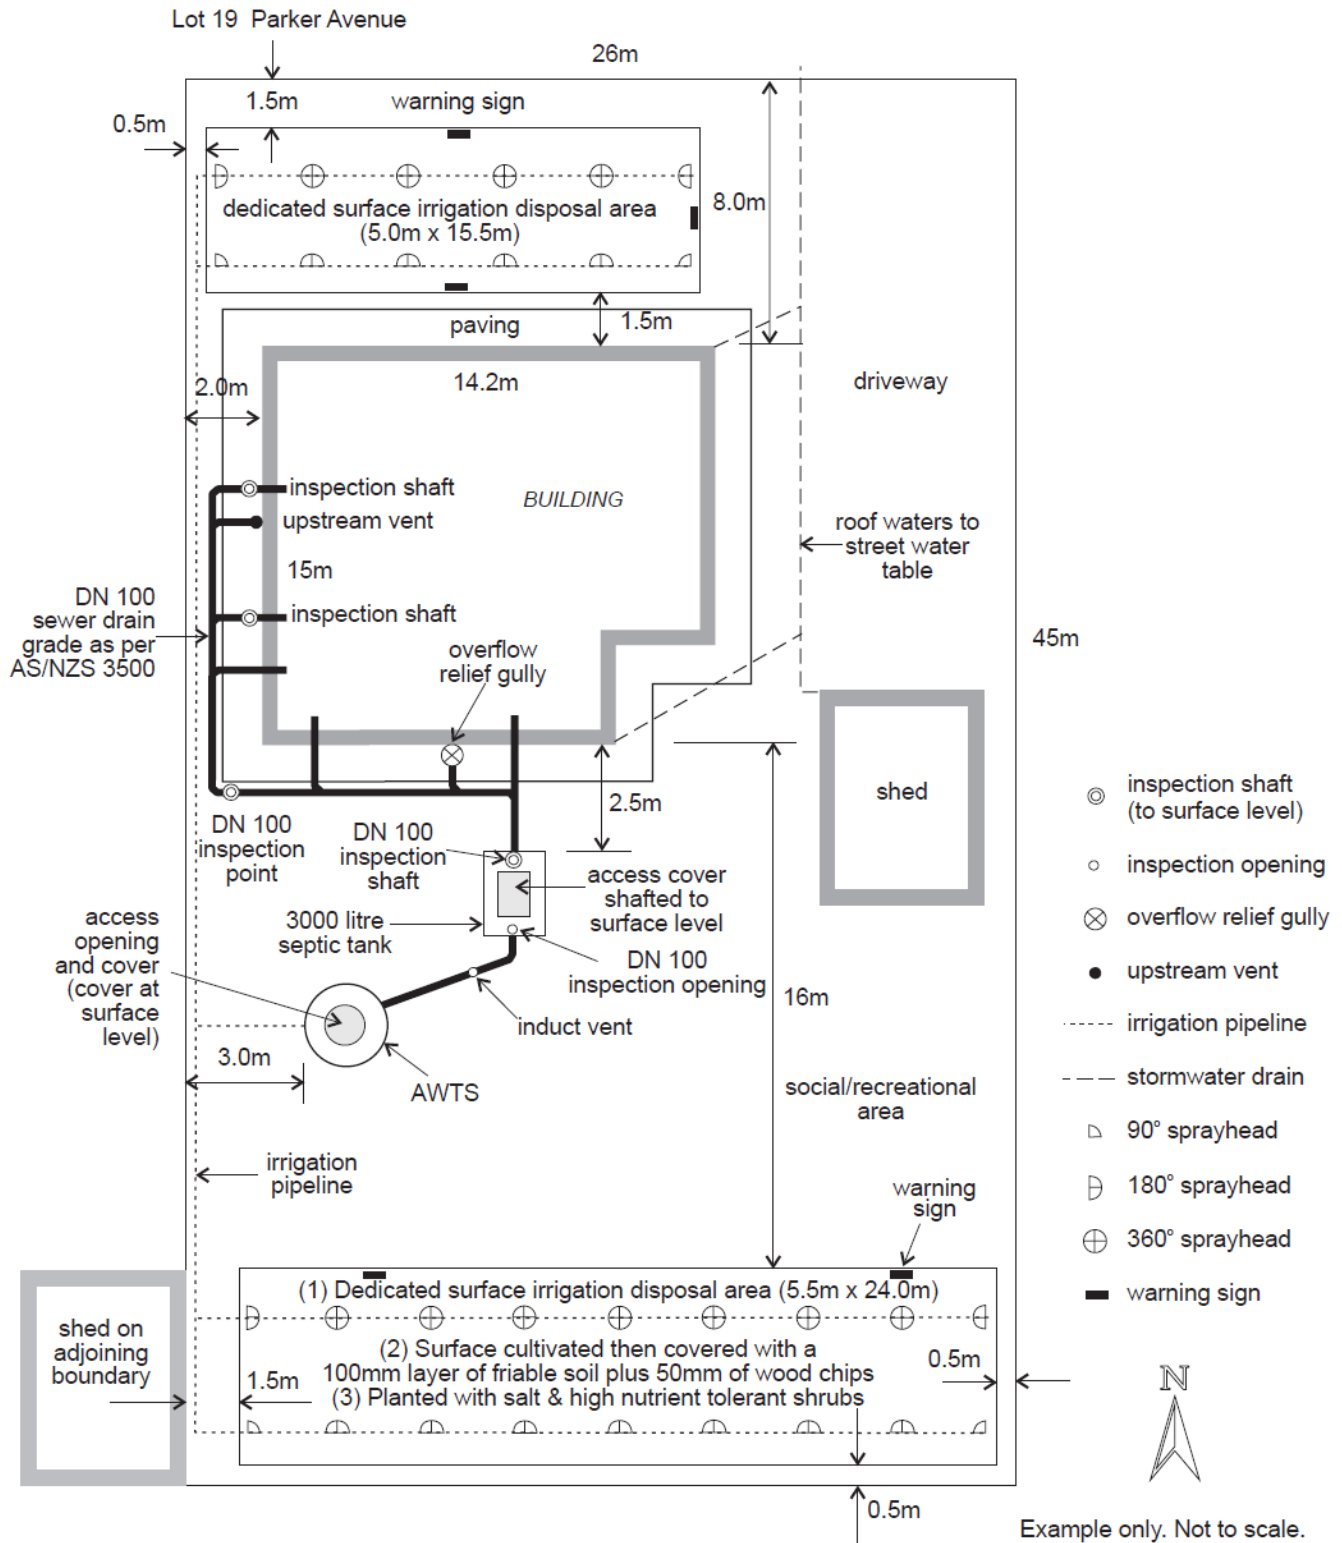 Lot 19  Parker Avenue
26m
1.5m
warning sign
0.5m
8.0m
dedicated surface irrigation disposal area
(5.0m x 15.5m)
1.5m
paving
14.2m
2.0m
driveway
inspection shaft
BUILDING
upstream vent
roof waters to
street water
table
15m
DN 100
sewer drain
grade as per
AS/NZS 3500
inspection shaft
overflow
relief gully
45m
shed
2.5m
DN 100
inspection
point
DN 100
inspection
shaft
access cover
shafted to
surface level
3000 litre
septic tank
access
opening
and cover
(cover at
surface
level)
DN 100
inspection opening
16m
induct vent
3.0m
AWTS
social/recreational
area
irrigation
pipeline
warning
sign
(1) Dedicated surface irrigation disposal area (5.5m x 24.0m)
(2) Surface cultivated then covered with a
100mm layer of friable soil plus 50mm of wood chips
(3) Planted with salt & high nutrient tolerant shrubs
shed on
adjoining
boundary
1.5m
0.5m
0.5m
inspection shaft
(to surface level)
inspection opening
overflow relief gully
upstream vent
irrigation pipeline
stormwater drain
90° sprayhead
180° sprayhead
360° sprayhead
warning sign
N
Example only. Not to scale.